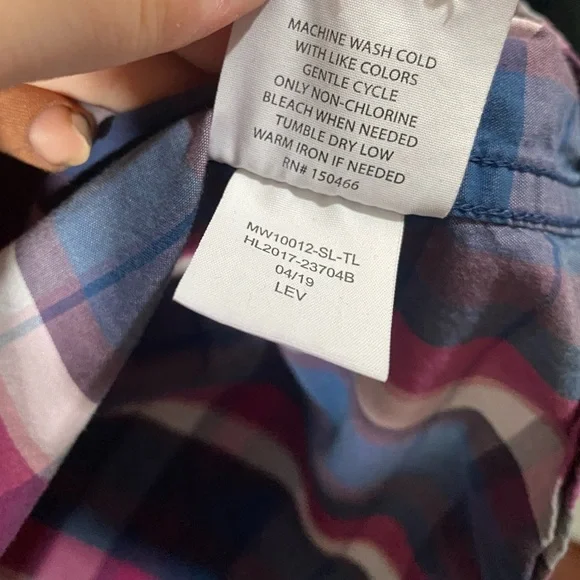 MACHINE WASH COLD
WITH LIKE COLORS
GENTLE CYCLE
ONLY NON-CHLORINE
BLEACH WHEN NEEDED
TUMBLE DRY LOW
WARM IRON IF NEEDED
RN# 150466
MW10012-SL-TL
HL2017-23704B
04/19
LEV